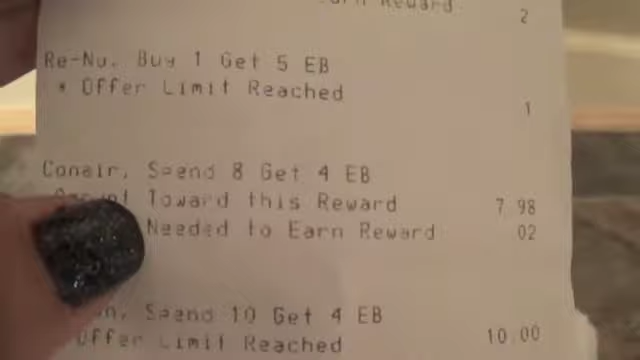 Earn Reward
2
Re-Nu, Buy 1 Get 5 EB
* Offer Limit Reached
1
Conair, Spend 8 Get 4 EB
Toward this Reward 7 98
Needed to Earn Reward 02
Spend 10 Get 4 EB
Offer Limit Reached 10.00